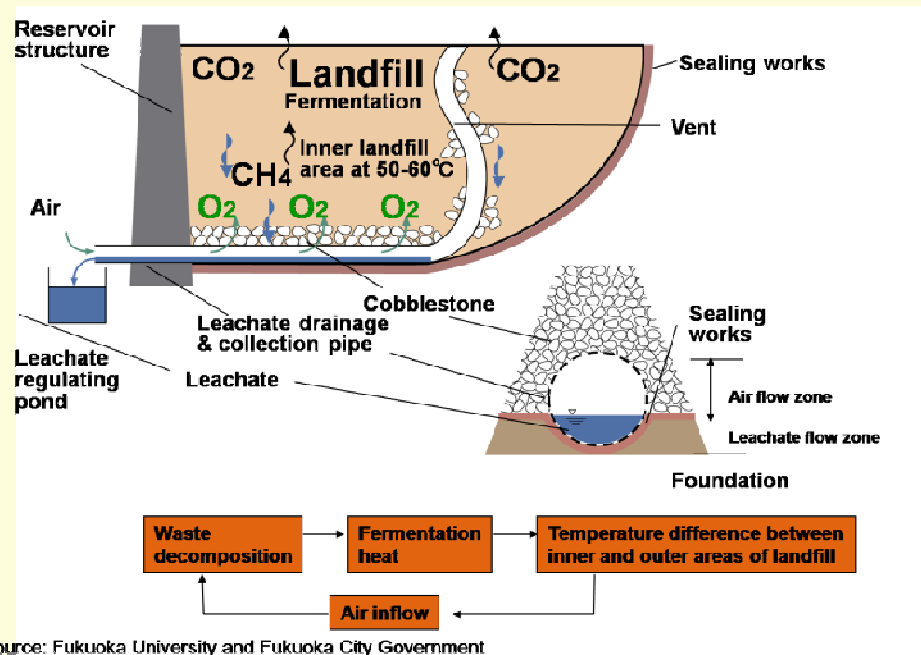 Reservoir
structure
CO2
Landfill
Fermentation
CO2
Sealing works
Vent
Inner landfill
area at 50-60°C
CH4
O2
O2
O2
Air
Cobblestone
Leachate drainage
& collection pipe
Sealing
works
Leachate
regulating
pond
Leachate
Air flow zone
Leachate flow zone
Foundation
Waste
decomposition
Fermentation
heat
Temperature difference between
inner and outer areas of landfill
Air inflow
ource: Fukuoka University and Fukuoka City Government